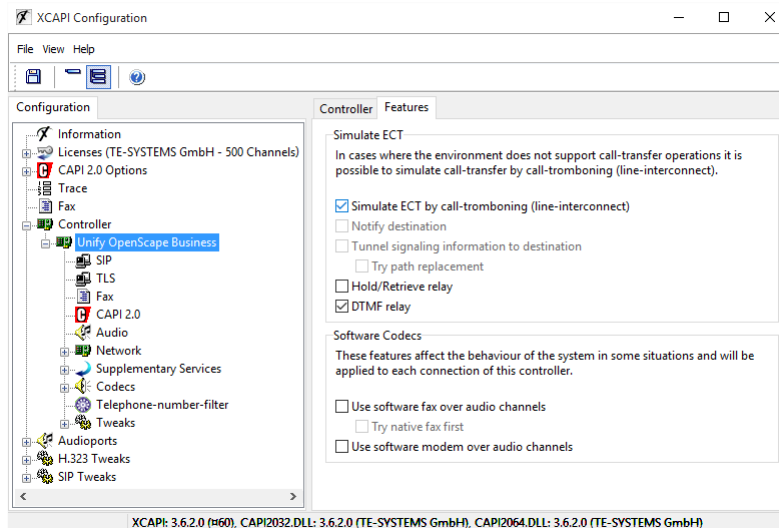 XCAPI Configuration
File View Help
Configuration
Information
Licenses (TE-SYSTEMS GmbH - 500 Channels)
CAPI 2.0 Options
Trace
Fax
Controller
Unify OpenScape Business
SIP
TLS
Fax
CAPI 2.0
Audio
Network
Supplementary Services
Codecs
Telephone-number-filter
Tweaks
Audioports
H.323 Tweaks
SIP Tweaks
Controller Features
Simulate ECT
In cases where the environment does not support call-transfer operations it is
possible to simulate call-transfer by call-tromboning (line-interconnect).
Simulate ECT by call-tromboning (line-interconnect)
Notify destination
Tunnel signaling information to destination
Try path replacement
Hold/Retrieve relay
DTMF relay
Software Codecs
These features affect the behaviour of the system in some situations and will be
applied to each connection of this controller.
Use software fax over audio channels
Try native fax first
Use software modem over audio channels
XCAPI: 3.6.2.0 (¤60), CAPI2032.DLL: 3.6.2.0 (TE-SYSTEMS GmbH), CAPI2064.DLL: 3.6.2.0 (TE-SYSTEMS GmbH)